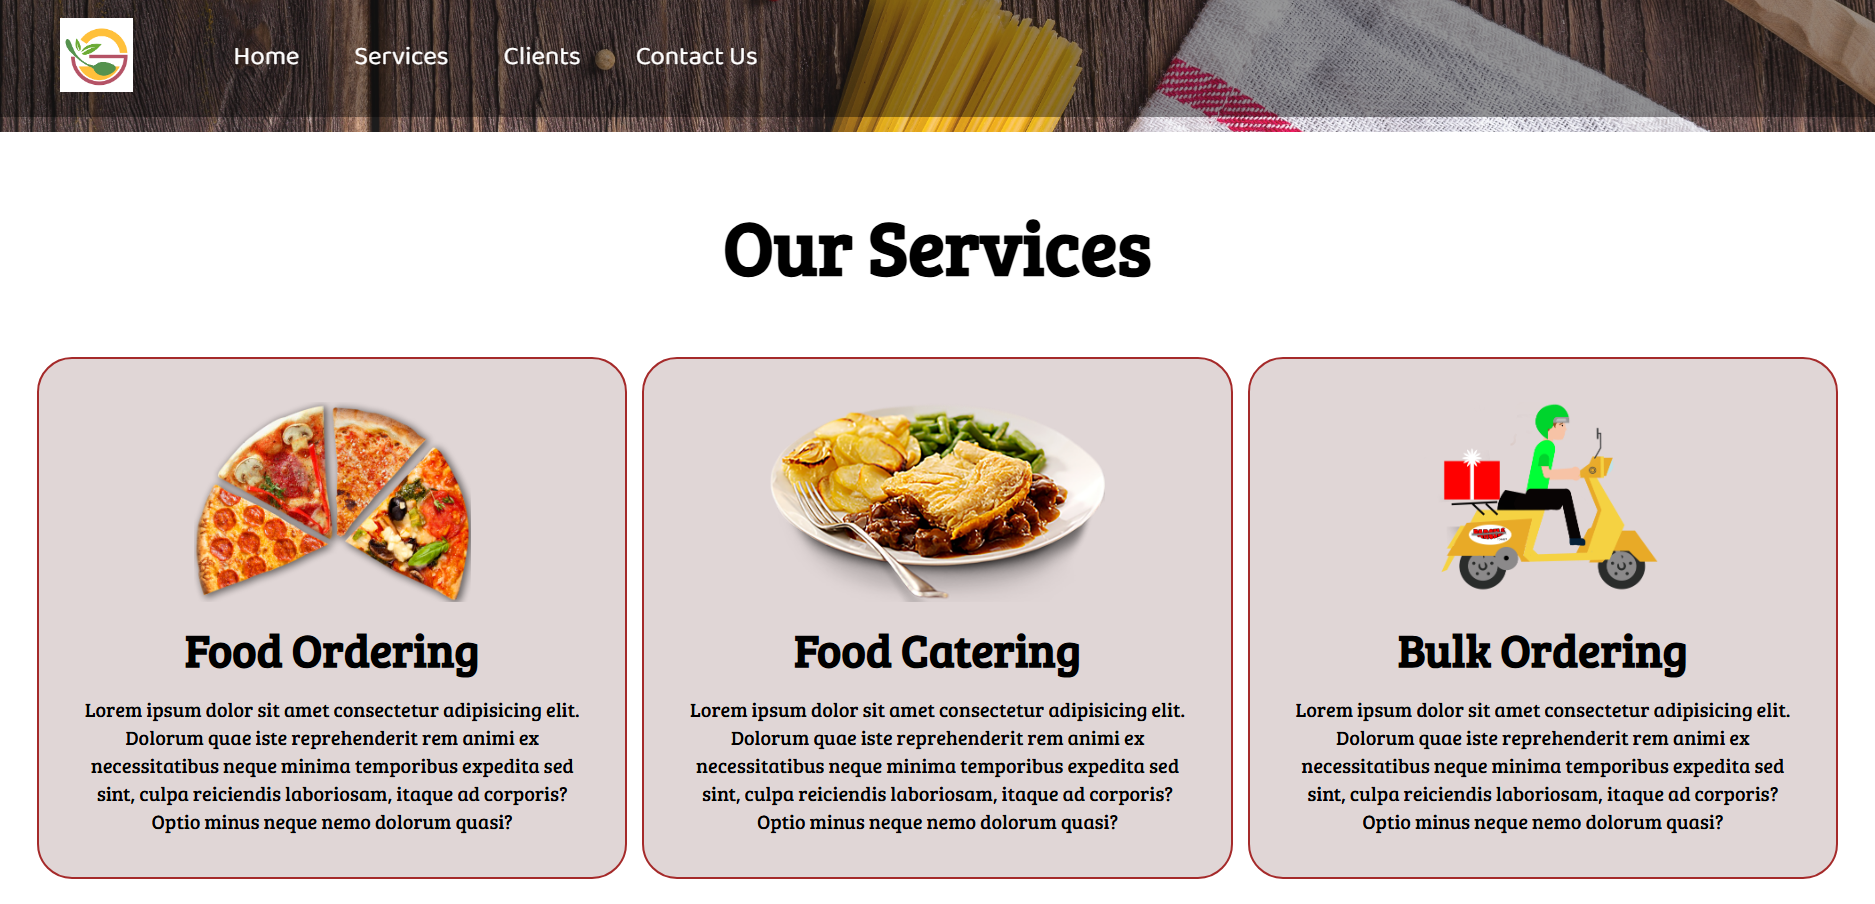 Home Services Clients Contact Us
Our Services
Food Ordering
Lorem ipsum dolor sit amet consectetur adipisicing elit.
Dolorum quae iste reprehenderit rem animi ex
necessitatibus neque minima temporibus expedita sed
sint, culpa reiciendis laboriosam, itaque ad corporis?
Optio minus neque nemo dolorum quasi?
Food Catering
Lorem ipsum dolor sit amet consectetur adipisicing elit.
Dolorum quae iste reprehenderit rem animi ex
necessitatibus neque minima temporibus expedita sed
sint, culpa reiciendis laboriosam, itaque ad corporis?
Optio minus neque nemo dolorum quasi?
Bulk Ordering
Lorem ipsum dolor sit amet consectetur adipisicing elit.
Dolorum quae iste reprehenderit rem animi ex
necessitatibus neque minima temporibus expedita sed
sint, culpa reiciendis laboriosam, itaque ad corporis?
Optio minus neque nemo dolorum quasi?